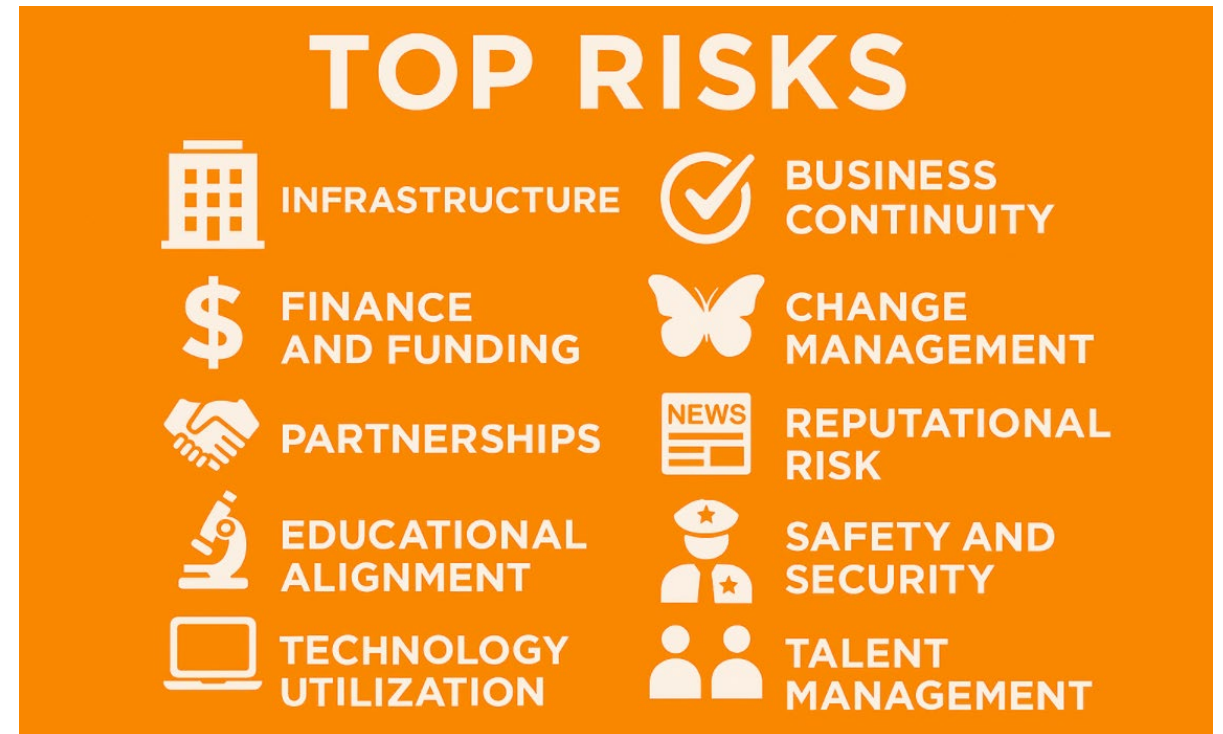 TOP RISKS
INFRASTRUCTURE
FINANCE
AND FUNDING
PARTNERSHIPS
EDUCATIONAL
ALIGNMENT
TECHNOLOGY
UTILIZATION
BUSINESS
CONTINUITY
CHANGE
MANAGEMENT
NEWS
REPUTATIONAL
RISK
SAFETY AND
SECURITY
TALENT
MANAGEMENT